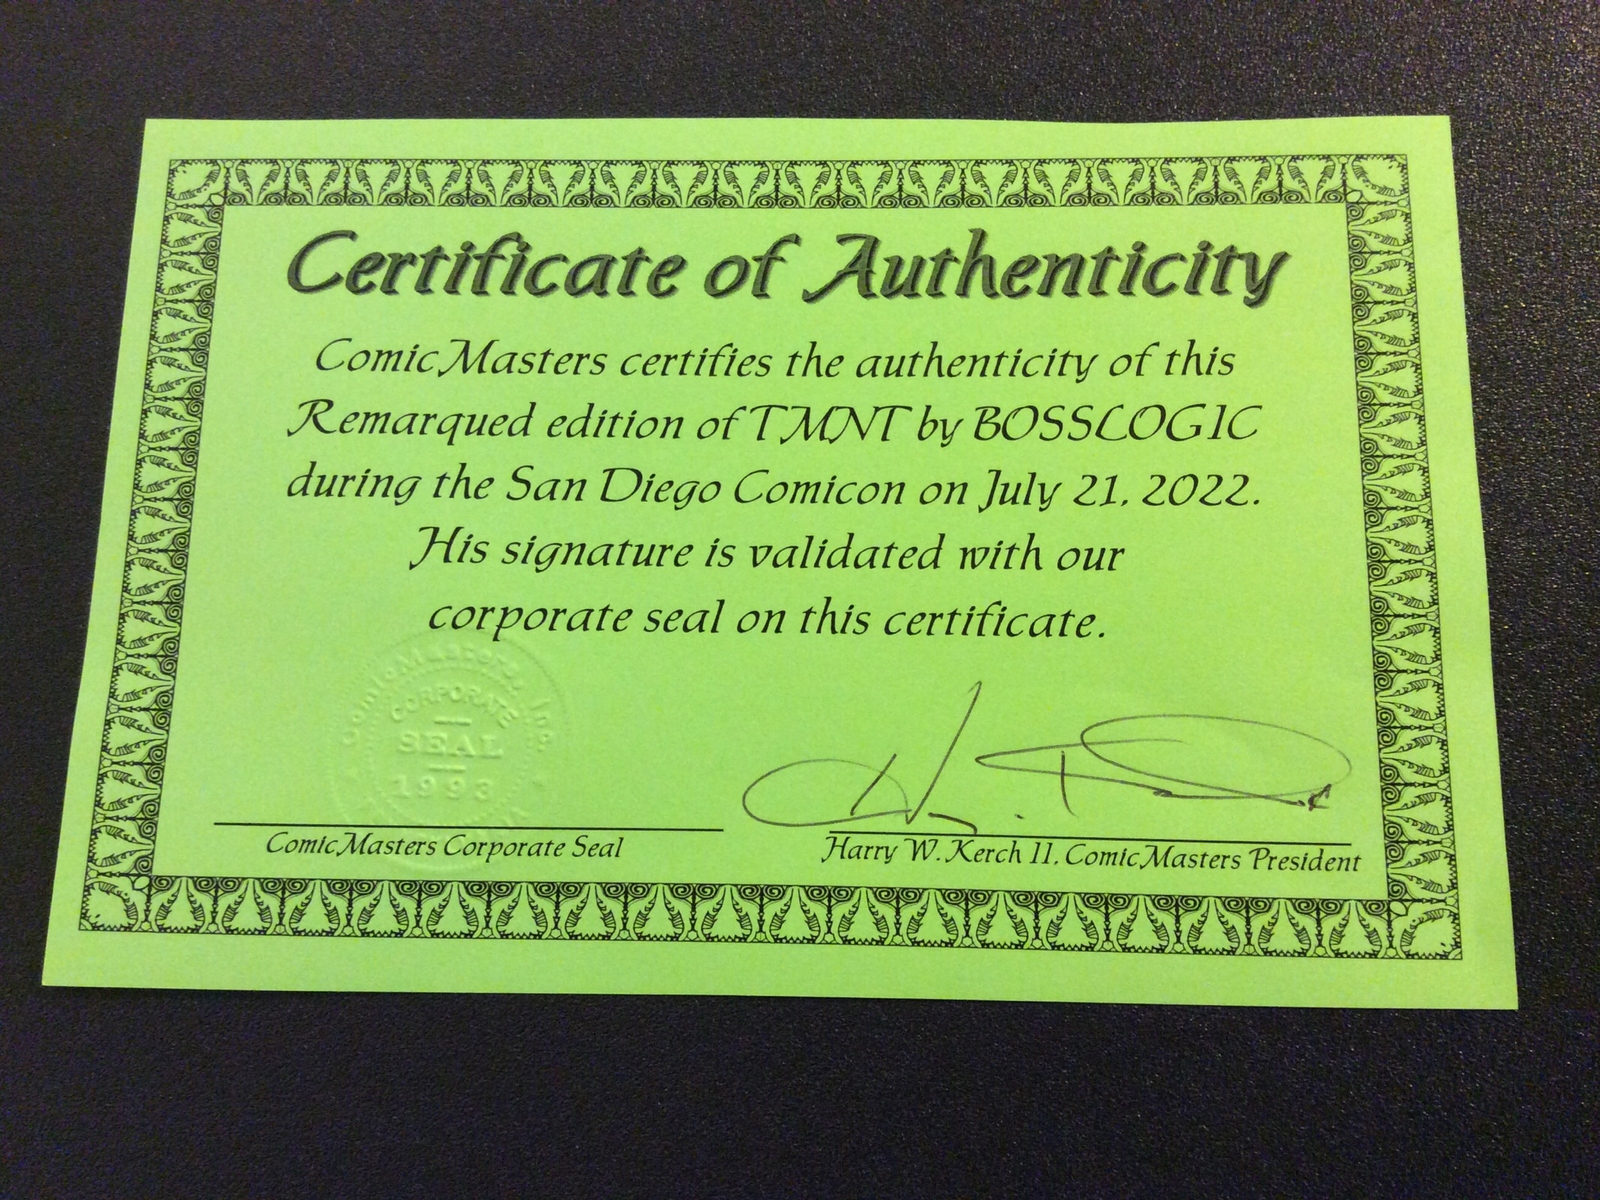 Certificate of Authenticity
ComicMasters certifies the authenticity of this
Remarqued edition of TMNT by BOSSLOGIC
during the San Diego Comicon on July 21, 2022.
His signature is validated with our
corporate seal on this certificate.
ComicMasters, Inc.
CORPORATE
SEAL
1993
ComicMasters Corporate Seal
Harry W. Kerch II, ComicMasters President